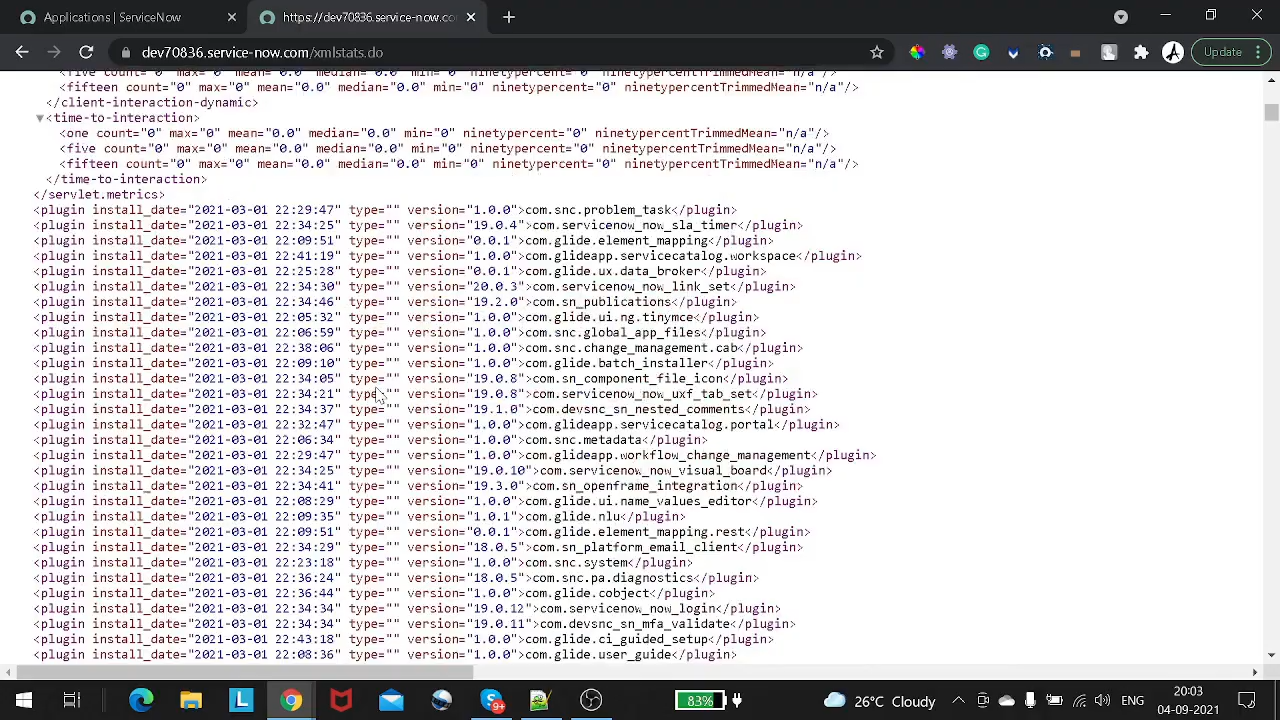 Applications | ServiceNow
https://dev70836.service-now.co
dev70836.service-now.com/xmlstats.do
Update
<five count="0" max="0" mean="0.0" median="0.0" min="0" ninetypercent="0" ninetypercentTrimmedMean="n/a"/>
<fifteen count="0" max="0" mean="0.0" median="0.0" min="0" ninetypercent="0" ninetypercentTrimmedMean="n/a"/>
</client-interaction-dynamic>
▼<time-to-interaction>
<one count="0" max="0" mean="0.0" median="0.0" min="0" ninetypercent="0" ninetypercentTrimmedMean="n/a"/>
<five count="0" max="0" mean="0.0" median="0.0" min="0" ninetypercent="0" ninetypercentTrimmedMean="n/a"/>
<fifteen count="0" max="0" mean="0.0" median="0.0" min="0" ninetypercent="0" ninetypercentTrimmedMean="n/a"/>
</time-to-interaction>
</servlet.metrics>
<plugin install_date="2021-03-01 22:29:47" type="" version="1.0.0">com.snc.problem_task</plugin>
<plugin install_date="2021-03-01 22:34:25" type="" version="19.0.4">com.servicenow_now_sla_timer</plugin>
<plugin install_date="2021-03-01 22:09:51" type="" version="0.0.1">com.glide.element_mapping</plugin>
<plugin install_date="2021-03-01 22:41:19" type="" version="1.0.0">com.glideapp.servicecatalog.workspace</plugin>
<plugin install_date="2021-03-01 22:25:28" type="" version="0.0.1">com.glide.ux.data_broker</plugin>
<plugin install_date="2021-03-01 22:34:30" type="" version="20.0.3">com.servicenow_now_link_set</plugin>
<plugin install_date="2021-03-01 22:34:46" type="" version="19.2.0">com.sn_publications</plugin>
<plugin install_date="2021-03-01 22:05:32" type="" version="1.0.0">com.glide.ui.ng.tinymce</plugin>
<plugin install_date="2021-03-01 22:06:59" type="" version="1.0.0">com.snc.global_app_files</plugin>
<plugin install_date="2021-03-01 22:38:06" type="" version="1.0.0">com.snc.change_management.cab</plugin>
<plugin install_date="2021-03-01 22:09:10" type="" version="1.0.0">com.glide.batch_installer</plugin>
<plugin install_date="2021-03-01 22:34:05" type="" version="19.0.8">com.sn_component_file_icon</plugin>
<plugin install_date="2021-03-01 22:34:21" type="" version="19.0.8">com.servicenow_now_uxf_tab_set</plugin>
<plugin install_date="2021-03-01 22:34:37" type="" version="19.1.0">com.devsnc_sn_nested_comments</plugin>
<plugin install_date="2021-03-01 22:32:47" type="" version="1.0.0">com.glideapp.servicecatalog.portal</plugin>
<plugin install_date="2021-03-01 22:06:34" type="" version="1.0.0">com.snc.metadata</plugin>
<plugin install_date="2021-03-01 22:29:47" type="" version="1.0.0">com.glideapp.workflow_change_management</plugin>
<plugin install_date="2021-03-01 22:34:25" type="" version="19.0.10">com.servicenow_now_visual_board</plugin>
<plugin install_date="2021-03-01 22:34:41" type="" version="19.3.0">com.sn_openframe_integration</plugin>
<plugin install_date="2021-03-01 22:08:29" type="" version="1.0.0">com.glide.ui.name_values_editor</plugin>
<plugin install_date="2021-03-01 22:09:35" type="" version="1.0.1">com.glide.nlu</plugin>
<plugin install_date="2021-03-01 22:09:51" type="" version="0.0.1">com.glide.element_mapping.rest</plugin>
<plugin install_date="2021-03-01 22:34:29" type="" version="18.0.5">com.sn_platform_email_client</plugin>
<plugin install_date="2021-03-01 22:23:18" type="" version="1.0.0">com.snc.system</plugin>
<plugin install_date="2021-03-01 22:36:24" type="" version="18.0.5">com.snc.pa.diagnostics</plugin>
<plugin install_date="2021-03-01 22:36:44" type="" version="1.0.0">com.glide.cobject</plugin>
<plugin install_date="2021-03-01 22:34:34" type="" version="19.0.12">com.servicenow_now_login</plugin>
<plugin install_date="2021-03-01 22:34:34" type="" version="19.0.11">com.devsnc_sn_mfa_validate</plugin>
<plugin install_date="2021-03-01 22:43:18" type="" version="1.0.0">com.glide.ci_guided_setup</plugin>
<plugin install_date="2021-03-01 22:08:36" type="" version="1.0.0">com.glide.user_guide</plugin>
L
9+
83%
26°C Cloudy
ENG
20:03
04-09-2021